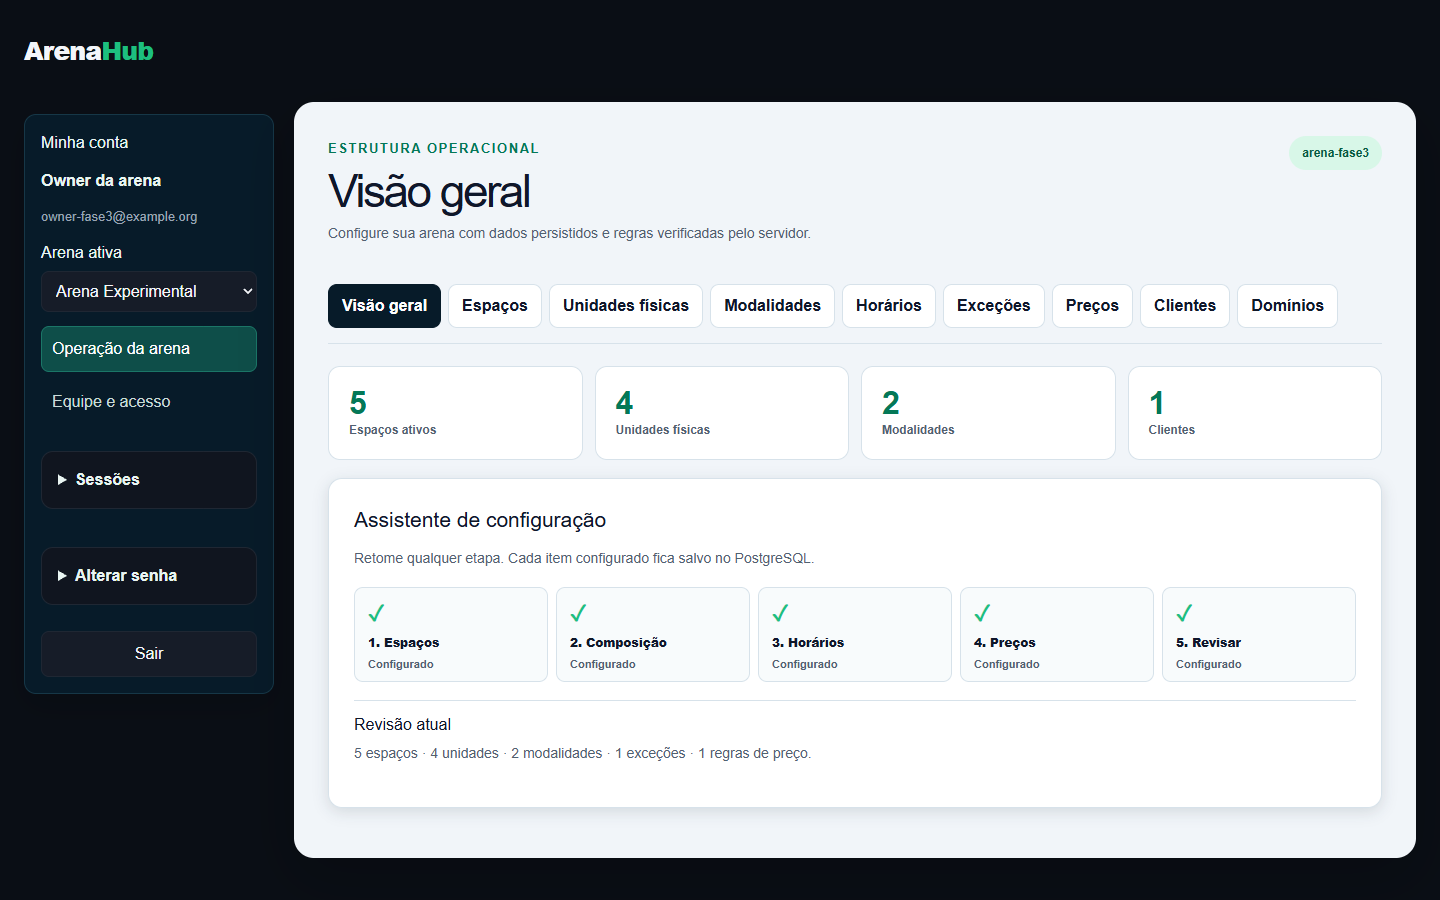 ArenaHub
Minha conta
Owner da arena
owner-fase3@example.org
Arena ativa
Arena Experimental
Operação da arena
Equipe e acesso
Sessões
Alterar senha
Sair
ESTRUTURA OPERACIONAL
arena-fase3
Visão geral
Configure sua arena com dados persistidos e regras verificadas pelo servidor.
Visão geral Espaços Unidades físicas Modalidades Horários Exceções Preços Clientes Domínios
5
Espaços ativos
4
Unidades físicas
2
Modalidades
1
Clientes
Assistente de configuração
Retome qualquer etapa. Cada item configurado fica salvo no PostgreSQL.
✓
1. Espaços
Configurado
✓
2. Composição
Configurado
✓
3. Horários
Configurado
✓
4. Preços
Configurado
✓
5. Revisar
Configurado
Revisão atual
5 espaços · 4 unidades · 2 modalidades · 1 exceções · 1 regras de preço.